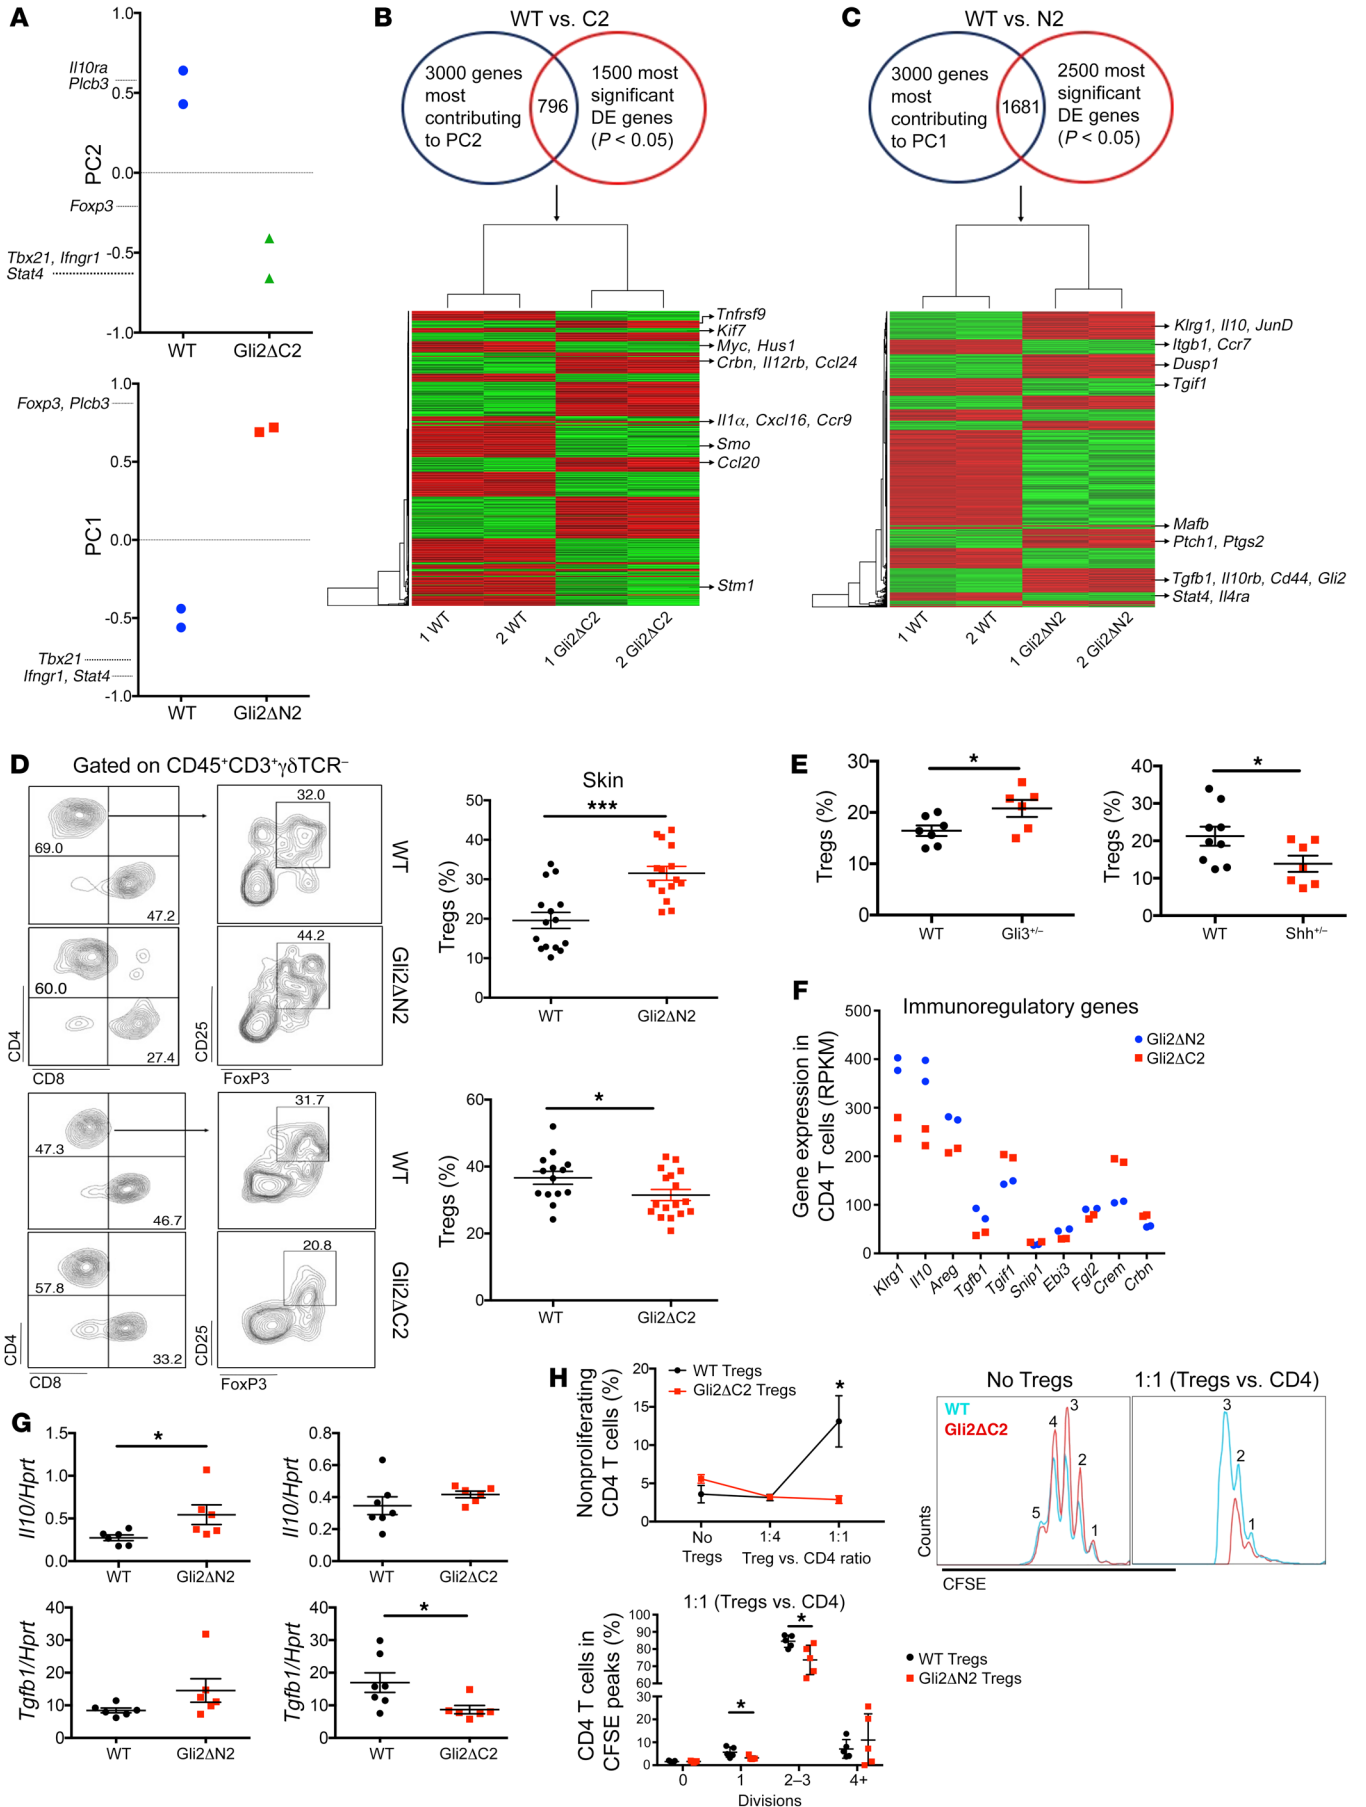 A
1.0
Il10ra
Plcb3
0.5
PC2
0.0
Foxp3
Tbx21, Ifngr1
-0.5
Stat4
-1.0
WT
Gli2ΔC2
1.0
Foxp3, Plcb3
0.5
PC1
0.0
-0.5
Tbx21
Ifngr1, Stat4
-1.0
WT
Gli2ΔN2
B
WT vs. C2
3000 genes
most
contributing
to PC2
796
1500 most
significant
DE genes
(P < 0.05)
Tnfrsf9
Kif7
Myc, Hus1
Crbn, Il12rb, Ccl24
Il1α, Cxcl16, Ccr9
Smo
Ccl20
Stm1
1 WT
2 WT
1 Gli2ΔC2
2 Gli2ΔC2
C
WT vs. N2
3000 genes
most
contributing
to PC1
1681
2500 most
significant
DE genes
(P < 0.05)
Klrg1, Il10, JunD
Itgb1, Ccr7
Dusp1
Tgif1
Mafb
Ptch1, Ptgs2
Tgfb1, Il10rb, Cd44, Gli2
Stat4, Il4ra
1 WT
2 WT
1 Gli2ΔN2
2 Gli2ΔN2
D
Gated on CD45+CD3+γδTCR–
69.0
47.2
32.0
WT
60.0
27.4
44.2
Gli2ΔN2
CD4
CD8
CD25
FoxP3
47.3
46.7
31.7
WT
57.8
33.2
20.8
Gli2ΔC2
CD4
CD8
CD25
FoxP3
Skin
50
40
30
20
10
0
Tregs (%)
***
WT
Gli2ΔN2
60
40
20
0
Tregs (%)
*
WT
Gli2ΔC2
E
30
20
10
0
Tregs (%)
*
WT
Gli3+/–
40
30
20
10
0
Tregs (%)
*
WT
Shh+/–
F
Immunoregulatory genes
500
400
300
200
100
0
Gene expression in
CD4 T cells (RPKM)
Gli2ΔN2
Gli2ΔC2
Klrg1
Il10
Areg
Tgfb1
Tgif1
Snip1
Ebi3
Fgl2
Crem
Crbn
G
1.5
1.0
0.5
0.0
Il10/Hprt
*
WT
Gli2ΔN2
0.8
0.6
0.4
0.2
0.0
Il10/Hprt
WT
Gli2ΔC2
40
30
20
10
0
Tgfb1/Hprt
WT
Gli2ΔN2
40
30
20
10
0
Tgfb1/Hprt
*
WT
Gli2ΔC2
H
20
15
10
5
0
Nonproliferating
CD4 T cells (%)
WT Tregs
Gli2ΔC2 Tregs
*
No
Tregs
1:4
1:1
Treg vs. CD4 ratio
No Tregs
1:1 (Tregs vs. CD4)
WT
Gli2ΔC2
5
4
3
2
1
3
2
1
Counts
CFSE
1:1 (Tregs vs. CD4)
100
90
80
70
60
30
20
10
0
CD4 T cells in
CFSE peaks (%)
*
*
0
1
2–3
4+
Divisions
WT Tregs
Gli2ΔN2 Tregs